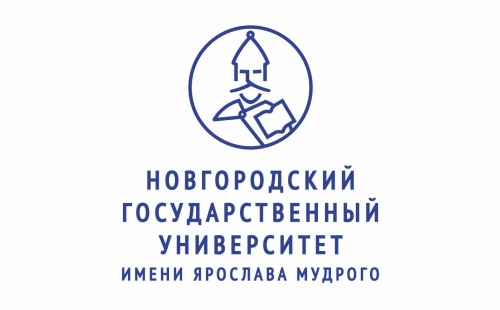 НОВГОРОДСКИЙ
ГОСУДАРСТВЕННЫЙ
УНИВЕРСИТЕТ
ИМЕНИ ЯРОСЛАВА МУДРОГО